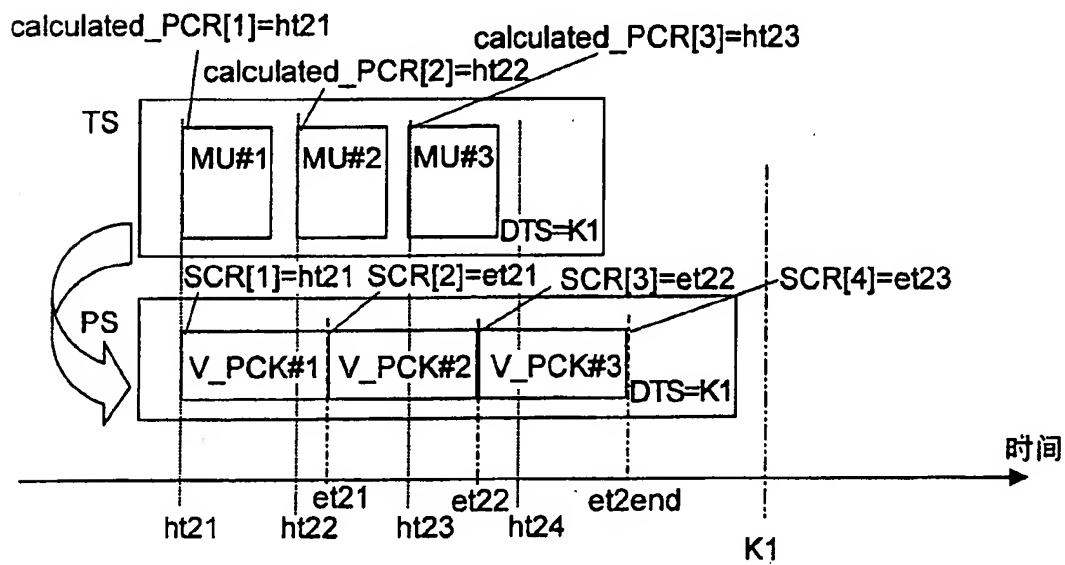 calculated_PCR[1]=ht21
calculated_PCR[3]=ht23
calculated_PCR[2]=ht22
TS
MU#1
MU#2
MU#3
DTS=K1
SCR[1]=ht21
SCR[2]=et21
SCR[3]=et22
SCR[4]=et23
PS
V_PCK#1
V_PCK#2
V_PCK#3
DTS=K1
时间
et21
et22
et2end
ht21
ht22
ht23
ht24
K1